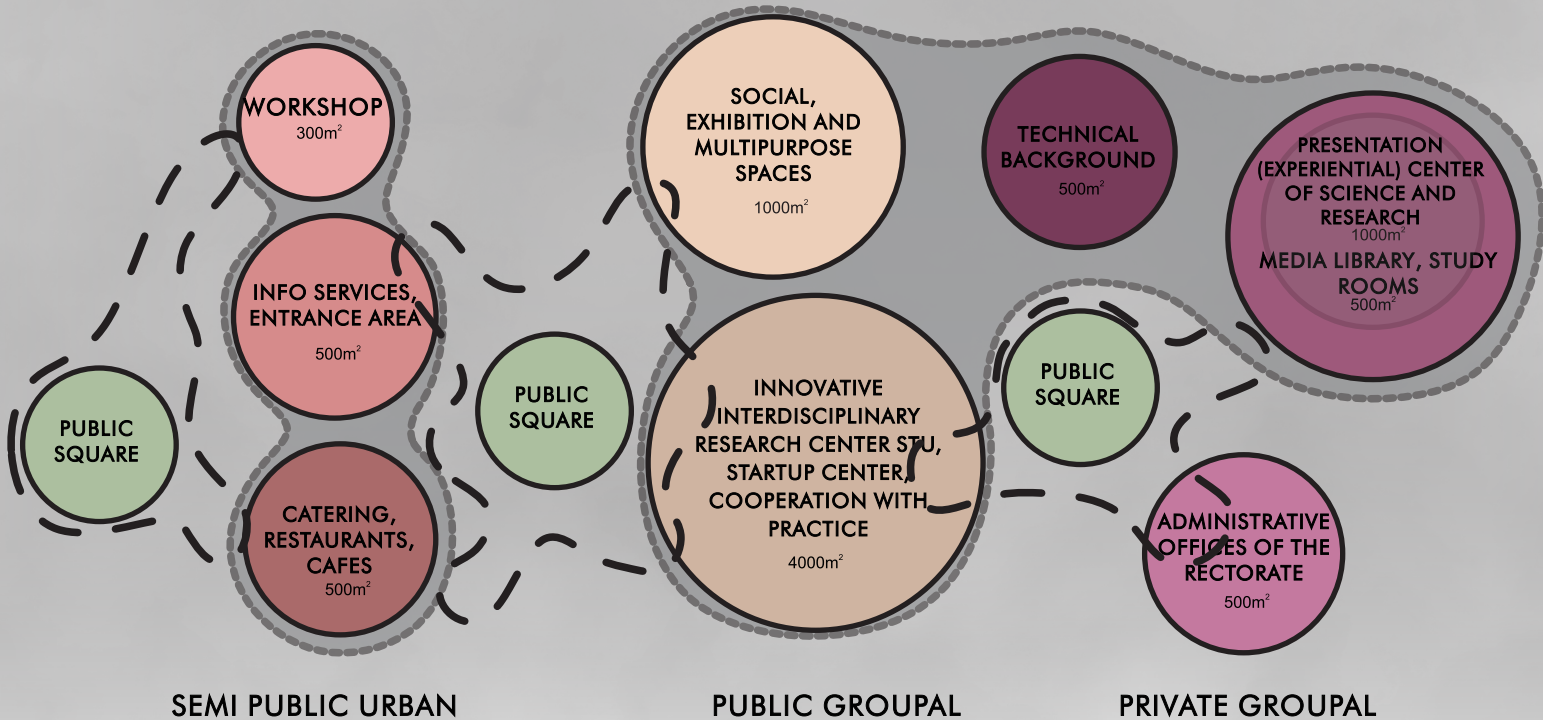 WORKSHOP
300m²
INFO SERVICES,
ENTRANCE AREA
500m²
CATERING,
RESTAURANTS,
CAFES
500m²
PUBLIC
SQUARE
PUBLIC
SQUARE
SOCIAL,
EXHIBITION AND
MULTIPURPOSE
SPACES
1000m²
INNOVATIVE
INTERDISCIPLINARY
RESEARCH CENTER STU,
STARTUP CENTER,
COOPERATION WITH
PRACTICE
4000m²
TECHNICAL
BACKGROUND
500m²
PUBLIC
SQUARE
PRESENTATION
(EXPERIENTIAL) CENTER
OF SCIENCE AND
RESEARCH
1000m²
MEDIA LIBRARY, STUDY
ROOMS
500m²
ADMINISTRATIVE
OFFICES OF THE
RECTORATE
500m²
SEMI PUBLIC URBAN
PUBLIC GROUPAL
PRIVATE GROUPAL